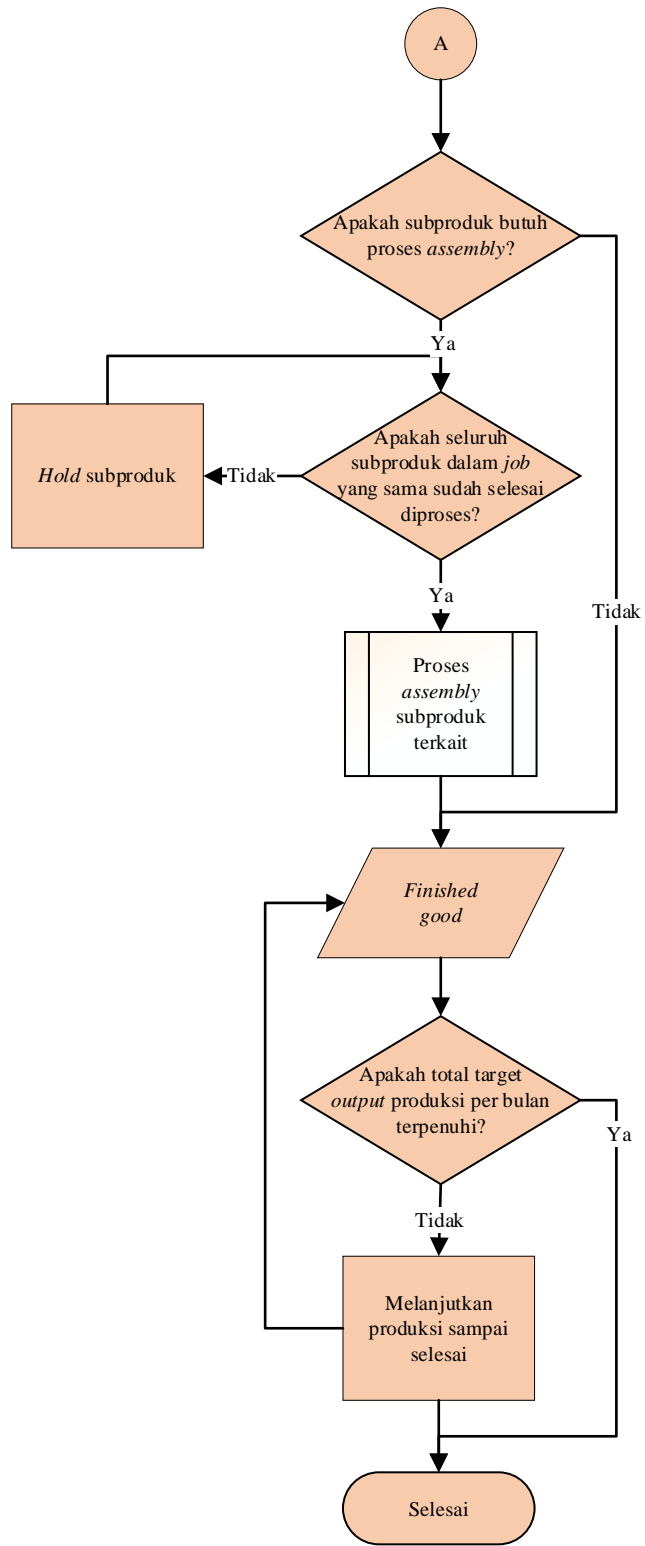 A
Apakah subproduk butuh
proses assembly?
Ya
Hold subproduk
Tidak
Apakah seluruh
subproduk dalam job
yang sama sudah selesai
diproses?
Ya
Tidak
Proses
assembly
subproduk
terkait
Finished
good
Apakah total target
output produksi per bulan
terpenuhi?
Ya
Tidak
Melanjutkan
produksi sampai
selesai
Selesai